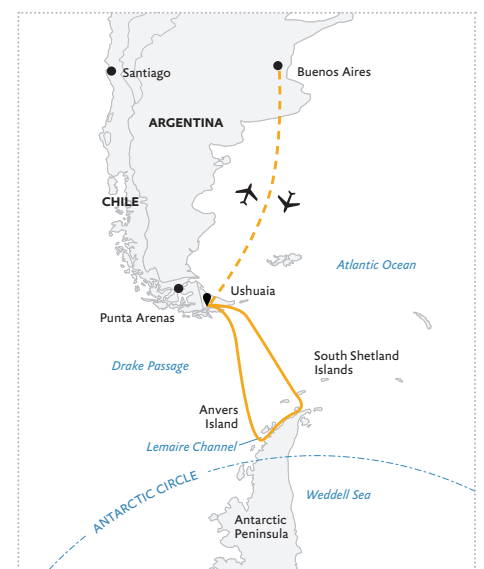 Santiago
Buenos Aires
ARGENTINA
CHILE
Atlantic Ocean
Ushuaia
Punta Arenas
South Shetland
Islands
Drake Passage
Anvers
Island
Lemaire Channel
ANTARCTIC CIRCLE
Weddell Sea
Antarctic
Peninsula